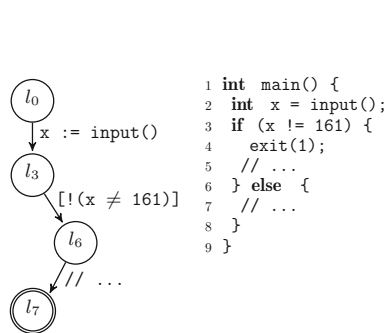 l0
x := input()
l3
[!(x ≠ 161)]
l6
// ...
l7
1 int main() {
2 int x = input();
3 if (x != 161) {
4 exit(1);
5 // ...
6 } else {
7 // ...
8 }
9 }